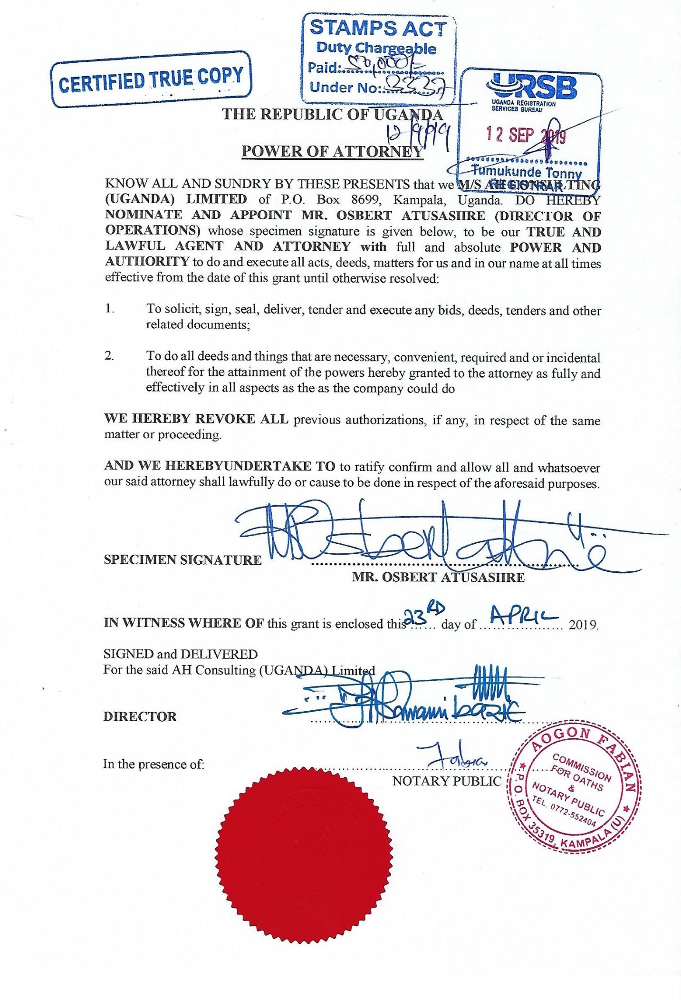 STAMPS ACT
Duty Chargeable
Paid: 50,000/=
Under No: 3337
CERTIFIED TRUE COPY
URSB
UGANDA REGISTRATION
SERVICES BUREAU
12 SEP 2019
Tumukunde Tonny
REGISTRAR
THE REPUBLIC OF UGANDA
12/9/19
POWER OF ATTORNEY
KNOW ALL AND SUNDRY BY THESE PRESENTS that we M/S AH CONSULTING
(UGANDA) LIMITED of P.O. Box 8699, Kampala, Uganda. DO HEREBY
NOMINATE AND APPOINT MR. OSBERT ATUSASIIRE (DIRECTOR OF
OPERATIONS) whose specimen signature is given below, to be our TRUE AND
LAWFUL AGENT AND ATTORNEY with full and absolute POWER AND
AUTHORITY to do and execute all acts, deeds, matters for us and in our name at all times
effective from the date of this grant until otherwise resolved:
1. To solicit, sign, seal, deliver, tender and execute any bids, deeds, tenders and other
related documents;
2. To do all deeds and things that are necessary, convenient, required and or incidental
thereof for the attainment of the powers hereby granted to the attorney as fully and
effectively in all aspects as the as the company could do
WE HEREBY REVOKE ALL previous authorizations, if any, in respect of the same
matter or proceeding.
AND WE HEREBYUNDERTAKE TO to ratify confirm and allow all and whatsoever
our said attorney shall lawfully do or cause to be done in respect of the aforesaid purposes.
SPECIMEN SIGNATURE
MR. OSBERT ATUSASIIRE
IN WITNESS WHERE OF this grant is enclosed this 23RD day of APRIL 2019.
SIGNED and DELIVERED
For the said AH Consulting (UGANDA) Limited
DIRECTOR
In the presence of:
NOTARY PUBLIC
AOGON FABIAN
COMMISSION
FOR OATHS
&
NOTARY PUBLIC
TEL. 0772-552404
P.O. BOX 35319, KAMPALA (U)